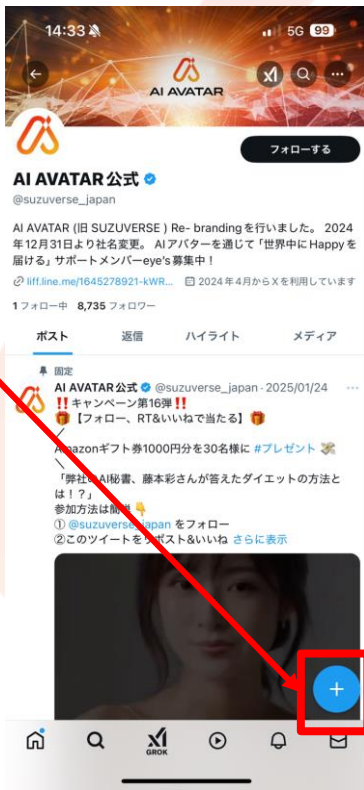 14:33
5G 99
AI AVATAR
フォローする
AI AVATAR公式
@suzuverse_japan
AI AVATAR (旧 SUZUVERSE ) Re- brandingを行いました。 2024
年12月31日より社名変更。 AIアバターを通じて「世界中にHappyを
届ける」サポートメンバーeye's募集中！
liff.line.me/1645278921-kWR... 2024年4月からXを利用しています
1フォロー中 8,735フォロワー
ポスト 返信 ハイライト メディア
固定
AI AVATAR公式 @suzuverse_japan · 2025/01/24 ...
‼️キャンペーン第16弾‼️
🎁【フォロー、RT&いいねで当たる】🎁
／
Amazonギフト券1000円分を30名様に #プレゼント 💸
＼
「弊社のAI秘書、藤本彩さんが答えたダイエットの方法と
は！？」
参加方法は簡単👇
① @suzuverse_japan をフォロー
②このツイートをリポスト&いいね さらに表示
GROK